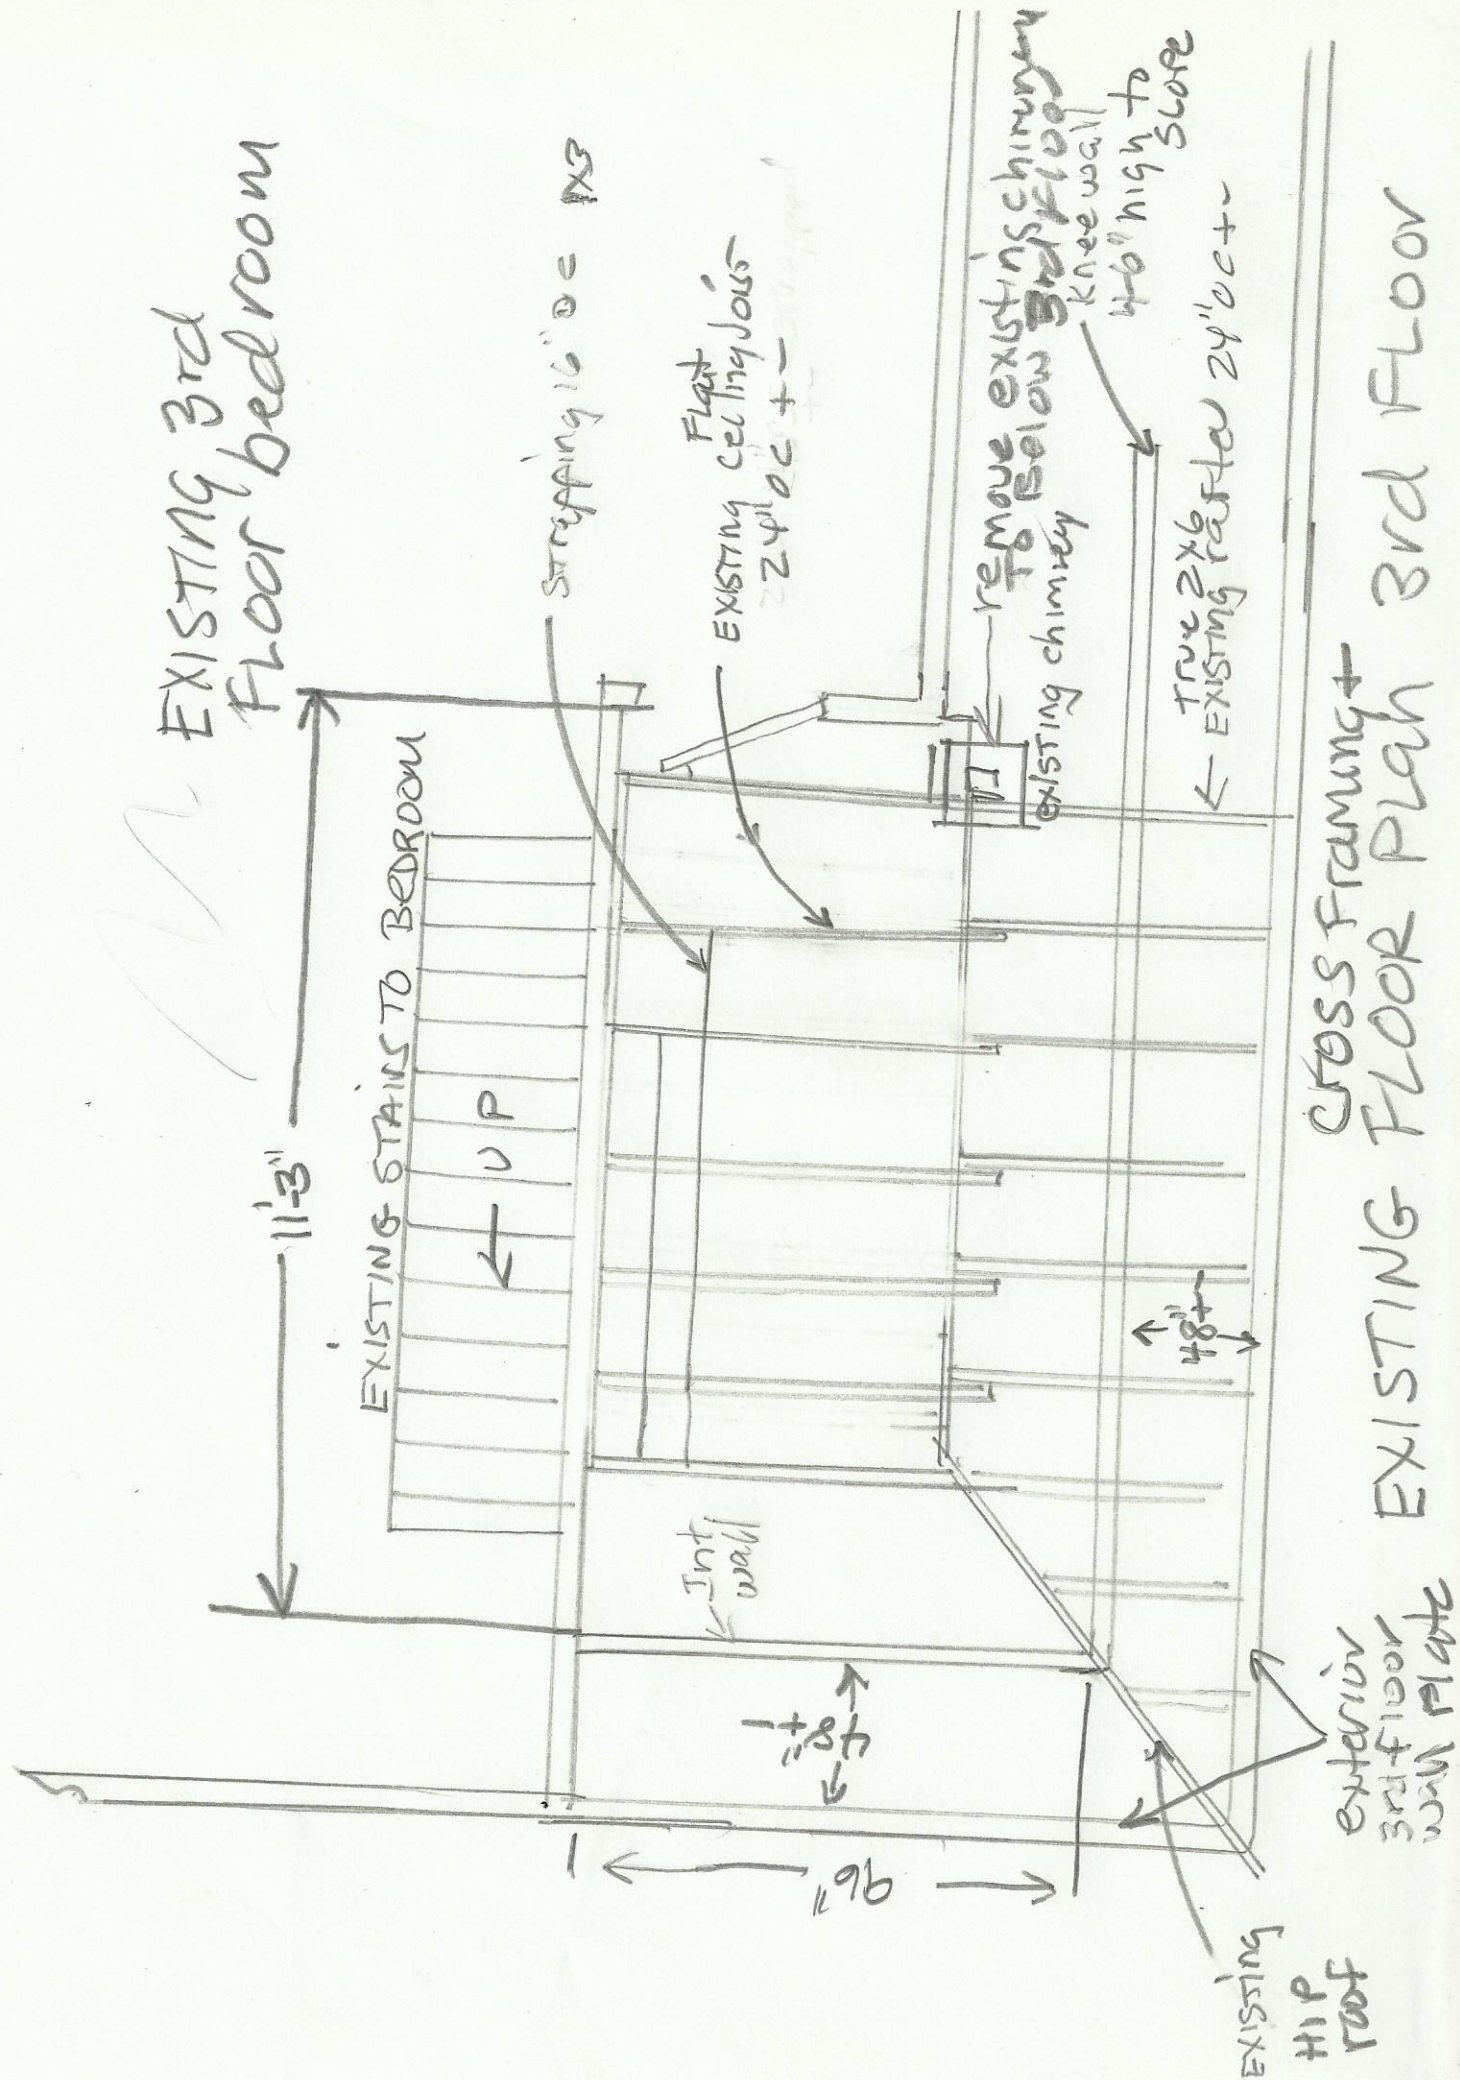 EXISTING 3rd
FLOOR bedroom
11'-3"
EXISTING STAIRS TO BEDROOM
← UP
strapping 16" oc 1x3
Flat
EXISTING ceiling Joist
24" oc +-
remove existing chimney
TO BELOW 3rd FLOOR
existing chimney
Knee wall
4-6" high to
SLOPE
True 2x6
← EXISTING rafter 24" oc +-
Int
wall
48" +-
48" +-
96"
EXISTING
HIP
roof
exterior
3rd Floor
wall plate
Cross Framing +
EXISTING FLOOR PLAN 3rd FLOOR